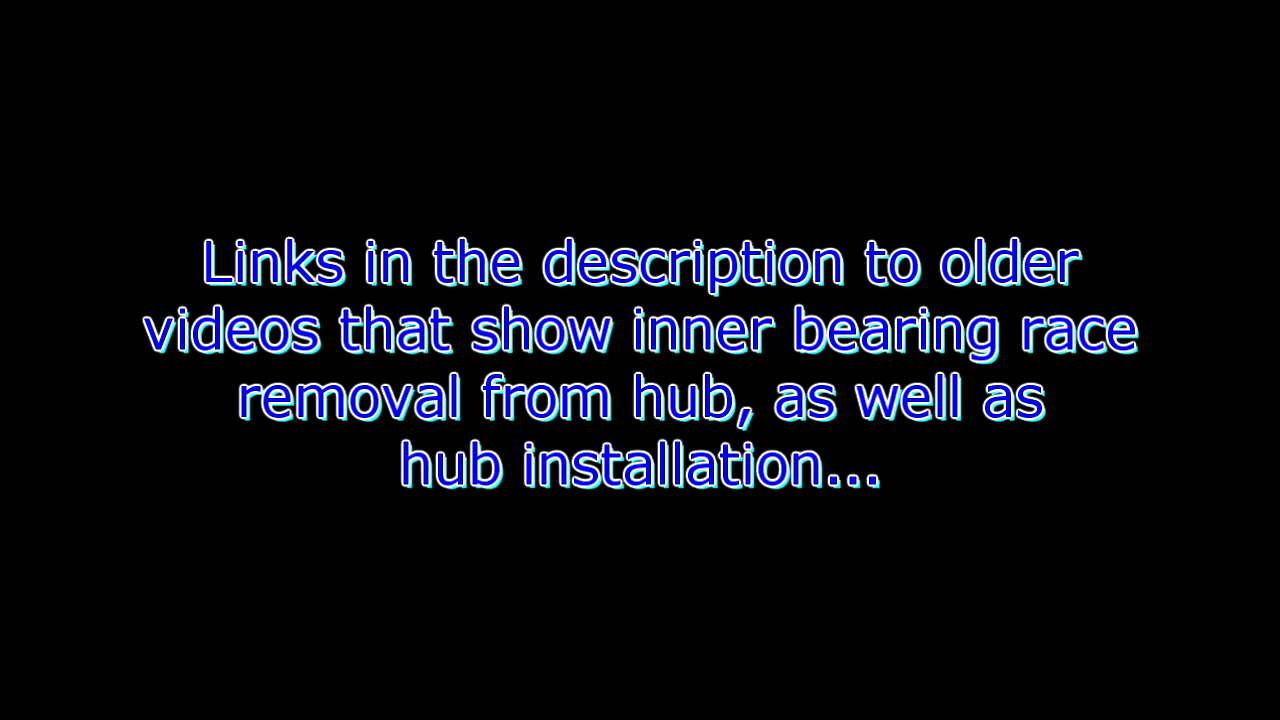 Links in the description to older
videos that show inner bearing race
removal from hub, as well as
hub installation...